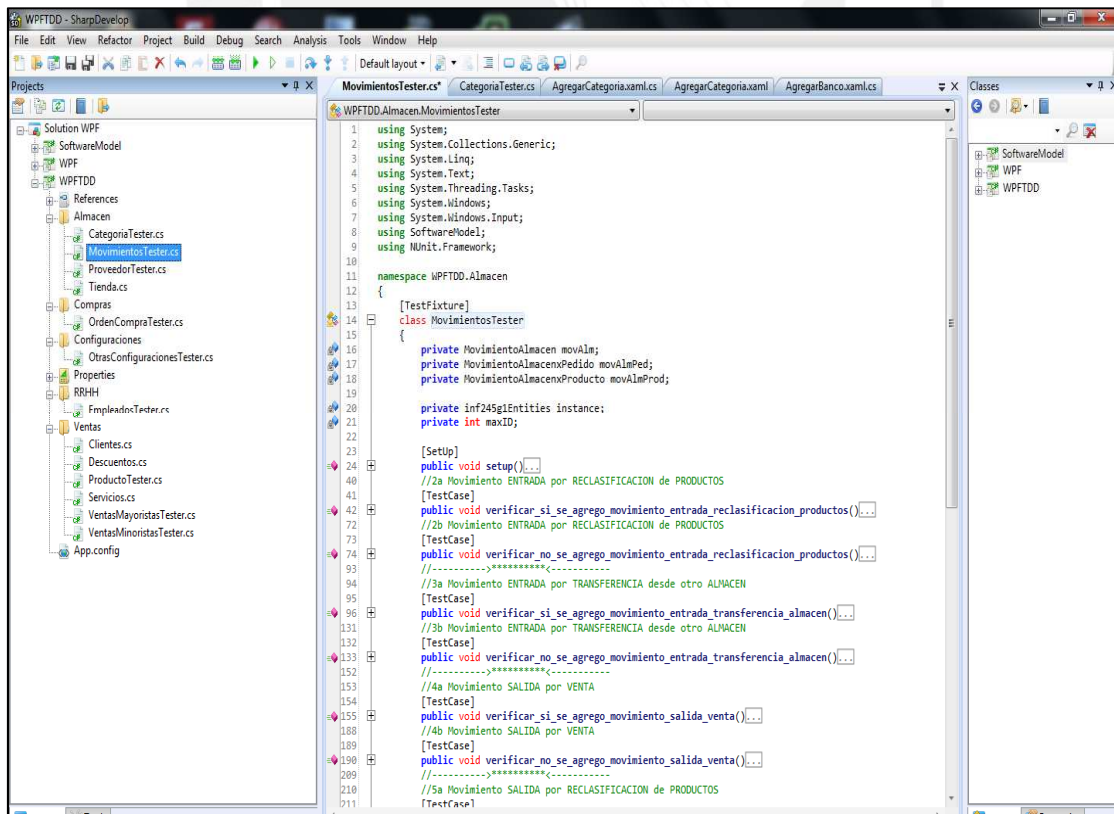 WPFTDD - SharpDevelop
File Edit View Refactor Project Build Debug Search Analysis Tools Window Help
Default layout
Projects
Solution WPF
SoftwareModel
WPF
WPFTDD
References
Almacen
CategoriaTester.cs
MovimientosTester.cs
ProveedorTester.cs
Tienda.cs
Compras
OrdenCompraTester.cs
Configuraciones
OtrasConfiguracionesTester.cs
Properties
RRHH
EmpleadosTester.cs
Ventas
Clientes.cs
Descuentos.cs
ProductoTester.cs
Servicios.cs
VentasMayoristasTester.cs
VentasMinoristasTester.cs
App.config
MovimientosTester.cs* CategoriaTester.cs AgregarCategoria.xaml.cs AgregarCategoria.xaml AgregarBanco.xaml.cs
WPFTDD.Almacen.MovimientosTester
1 using System;
2 using System.Collections.Generic;
3 using System.Linq;
4 using System.Text;
5 using System.Threading.Tasks;
6 using System.Windows;
7 using System.Windows.Input;
8 using SoftwareModel;
9 using NUnit.Framework;
10
11 namespace WPFTDD.Almacen
12 {
13 [TestFixture]
14 class MovimientosTester
15 {
16 private MovimientoAlmacen movAlm;
17 private MovimientoAlmacenxPedido movAlmPed;
18 private MovimientoAlmacenxProducto movAlmProd;
19
20 private inf245g1Entities instance;
21 private int maxID;
22
23 [SetUp]
24 public void setup()...
40 //2a Movimiento ENTRADA por RECLASIFICACION de PRODUCTOS
41 [TestCase]
42 public void verificar_si_se_agrego_movimiento_entrada_reclasificacion_productos()...
72 //2b Movimiento ENTRADA por RECLASIFICACION de PRODUCTOS
73 [TestCase]
74 public void verificar_no_se_agrego_movimiento_entrada_reclasificacion_productos()...
93 //---------->**********<-----------
94 //3a Movimiento ENTRADA por TRANSFERENCIA desde otro ALMACEN
95 [TestCase]
96 public void verificar_si_se_agrego_movimiento_entrada_transferencia_almacen()...
131 //3b Movimiento ENTRADA por TRANSFERENCIA desde otro ALMACEN
132 [TestCase]
133 public void verificar_no_se_agrego_movimiento_entrada_transferencia_almacen()...
152 //---------->**********<-----------
153 //4a Movimiento SALIDA por VENTA
154 [TestCase]
155 public void verificar_si_se_agrego_movimiento_salida_venta()...
188 //4b Movimiento SALIDA por VENTA
189 [TestCase]
190 public void verificar_no_se_agrego_movimiento_salida_venta()...
209 //---------->**********<-----------
210 //5a Movimiento SALIDA por RECLASIFICACION de PRODUCTOS
211 [TestCase]
Classes
SoftwareModel
WPF
WPFTDD